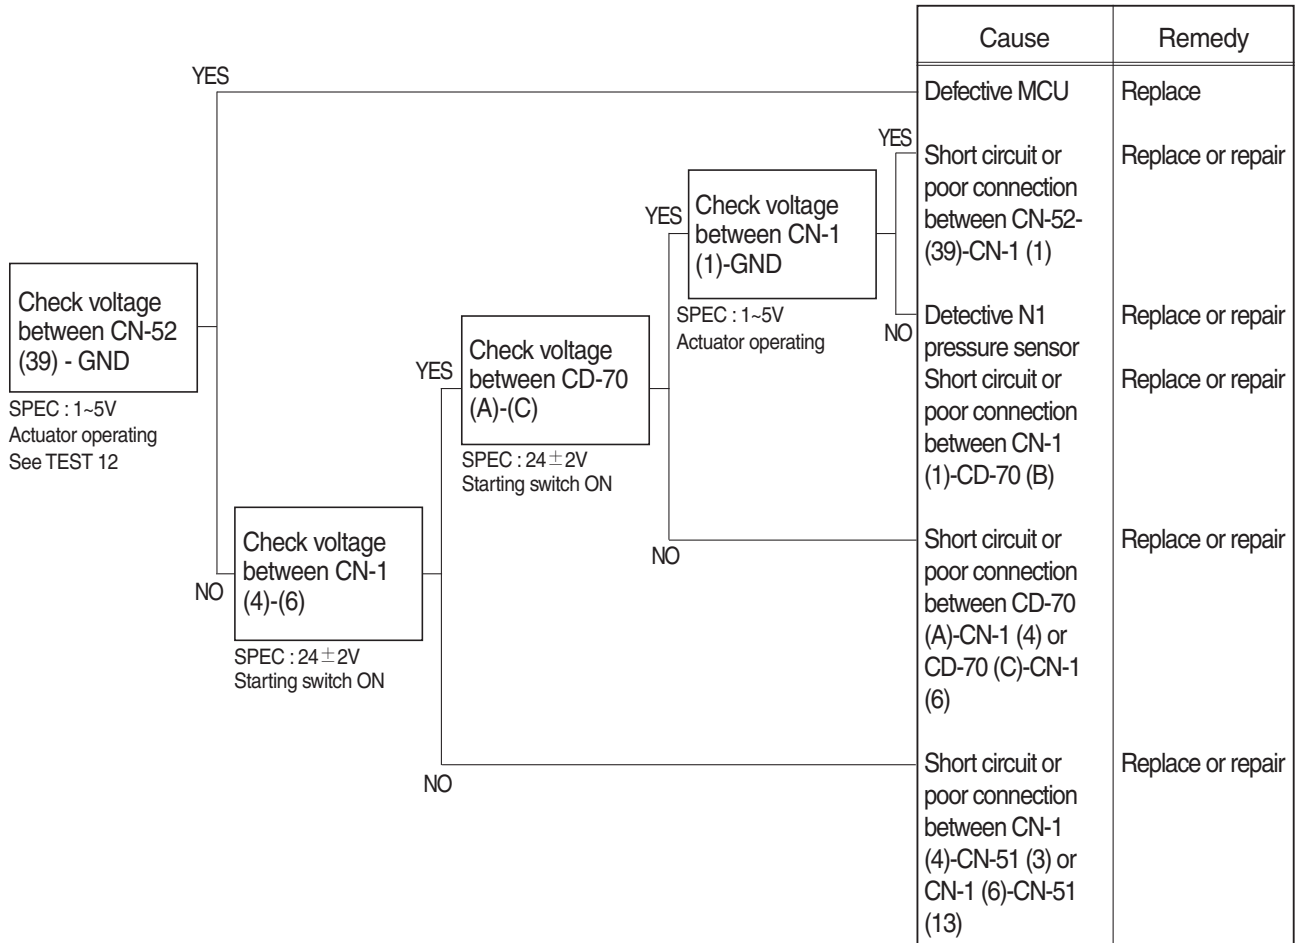 Cause
Remedy
YES
Defective MCU
Replace
YES
Short circuit or
poor connection
between CN-52-
(39)-CN-1 (1)
Replace or repair
YES
Check voltage
between CN-1
(1)-GND
SPEC : 1~5V
Actuator operating
NO
Detective N1
pressure sensor
Replace or repair
Short circuit or
poor connection
between CN-1
(1)-CD-70 (B)
Replace or repair
Check voltage
between CN-52
(39) - GND
SPEC : 1~5V
Actuator operating
See TEST 12
YES
Check voltage
between CD-70
(A)-(C)
SPEC : 24±2V
Starting switch ON
NO
Short circuit or
poor connection
between CD-70
(A)-CN-1 (4) or
CD-70 (C)-CN-1
(6)
Replace or repair
NO
Check voltage
between CN-1
(4)-(6)
SPEC : 24±2V
Starting switch ON
NO
Short circuit or
poor connection
between CN-1
(4)-CN-51 (3) or
CN-1 (6)-CN-51
(13)
Replace or repair